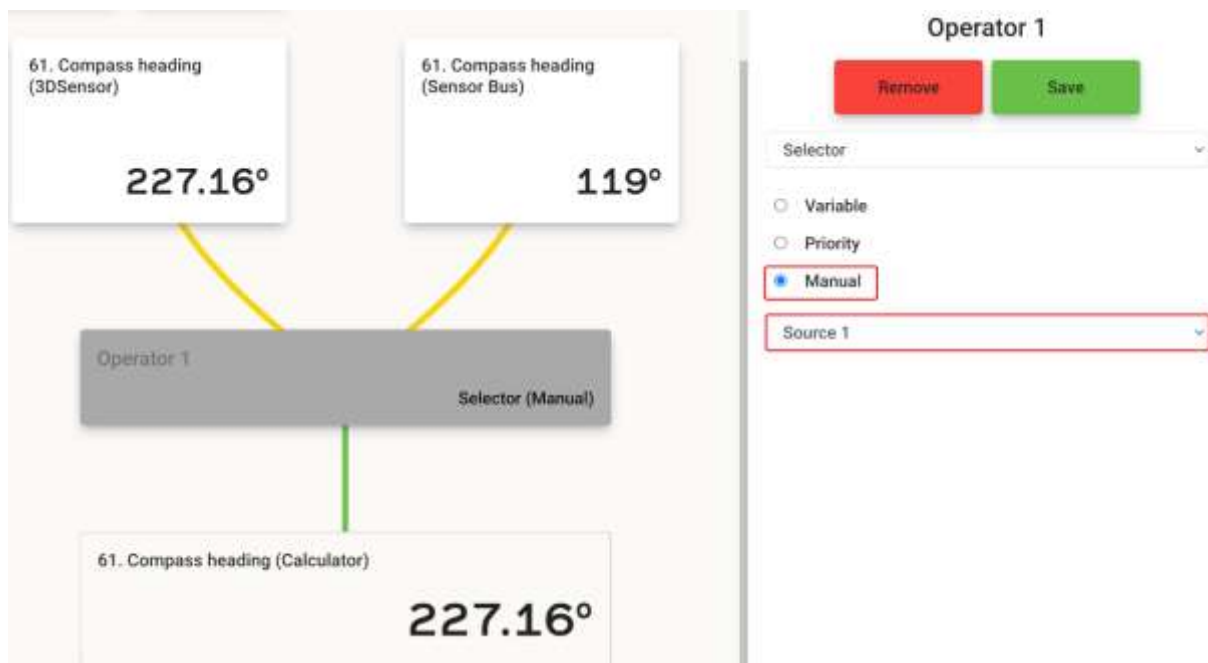 61. Compass heading
(3DSensor)
227.16°
61. Compass heading
(Sensor Bus)
119°
Operator 1
Selector (Manual)
61. Compass heading (Calculator)
227.16°
Operator 1
Remove
Save
Selector
Variable
Priority
Manual
Source 1